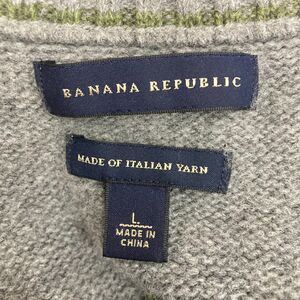 BANANA REPUBLIC
MADE OF ITALIAN YARN
L
MADE IN
CHINA